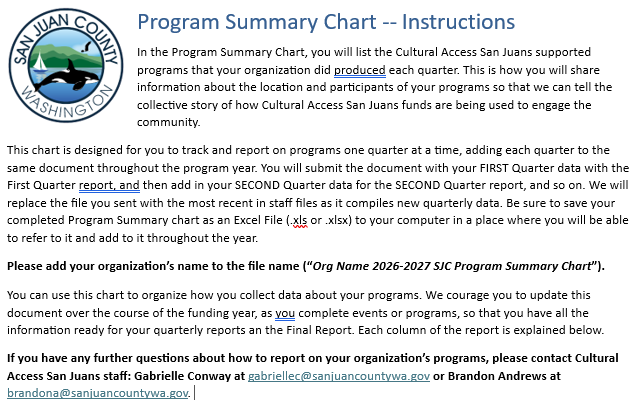 SAN JUAN COUNTY
WASHINGTON
Program Summary Chart -- Instructions
In the Program Summary Chart, you will list the Cultural Access San Juans supported
programs that your organization did produced each quarter. This is how you will share
information about the location and participants of your programs so that we can tell the
collective story of how Cultural Access San Juans funds are being used to engage the
community.
This chart is designed for you to track and report on programs one quarter at a time, adding each quarter to the
same document throughout the program year. You will submit the document with your FIRST Quarter data with the
First Quarter report, and then add in your SECOND Quarter data for the SECOND Quarter report, and so on. We will
replace the file you sent with the most recent in staff files as it compiles new quarterly data. Be sure to save your
completed Program Summary chart as an Excel File (.xls or .xlsx) to your computer in a place where you will be able
to refer to it and add to it throughout the year.
Please add your organization's name to the file name ("Org Name 2026-2027 SJC Program Summary Chart").
You can use this chart to organize how you collect data about your programs. We courage you to update this
document over the course of the funding year, as you complete events or programs, so that you have all the
information ready for your quarterly reports an the Final Report. Each column of the report is explained below.
If you have any further questions about how to report on your organization's programs, please contact Cultural
Access San Juans staff: Gabrielle Conway at gabriellec@sanjuancountywa.gov or Brandon Andrews at
brandona@sanjuancountywa.gov.